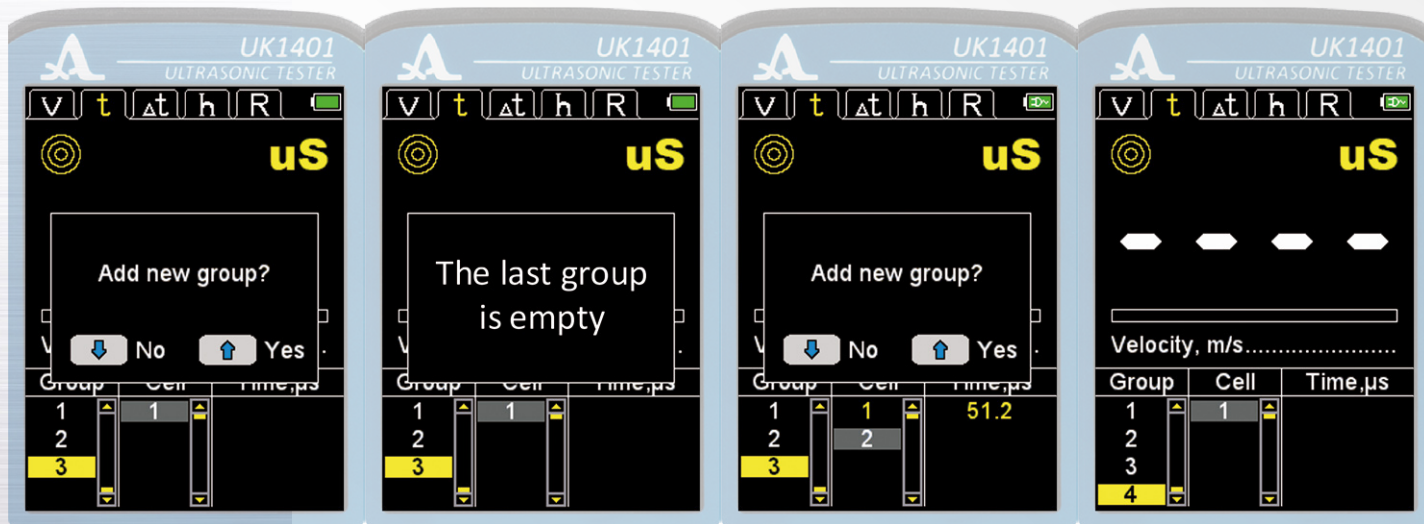 UK1401
ULTRASONIC TESTER
V t Δt h R
uS
Add new group?
No Yes
Group Cell Time,µs
1 1
2
3
UK1401
ULTRASONIC TESTER
V t Δt h R
uS
The last group
is empty
Group Cell Time,µs
1 1
2
3
UK1401
ULTRASONIC TESTER
V t Δt h R
uS
Add new group?
No Yes
Group Cell Time,µs
1 1 51.2
2 2
3
UK1401
ULTRASONIC TESTER
V t Δt h R
uS
- - - -
Velocity, m/s......................
Group Cell Time,µs
1 1
2
3
4